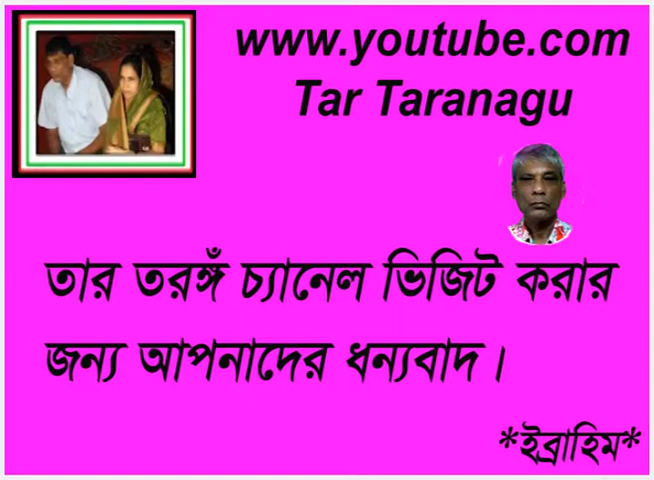 www.youtube.com
Tar Taranagu
তার তরঙ্গঁ চ্যানেল ভিজিট করার
জন্য আপনাদের ধন্যবাদ।
*ইব্রাহিম*